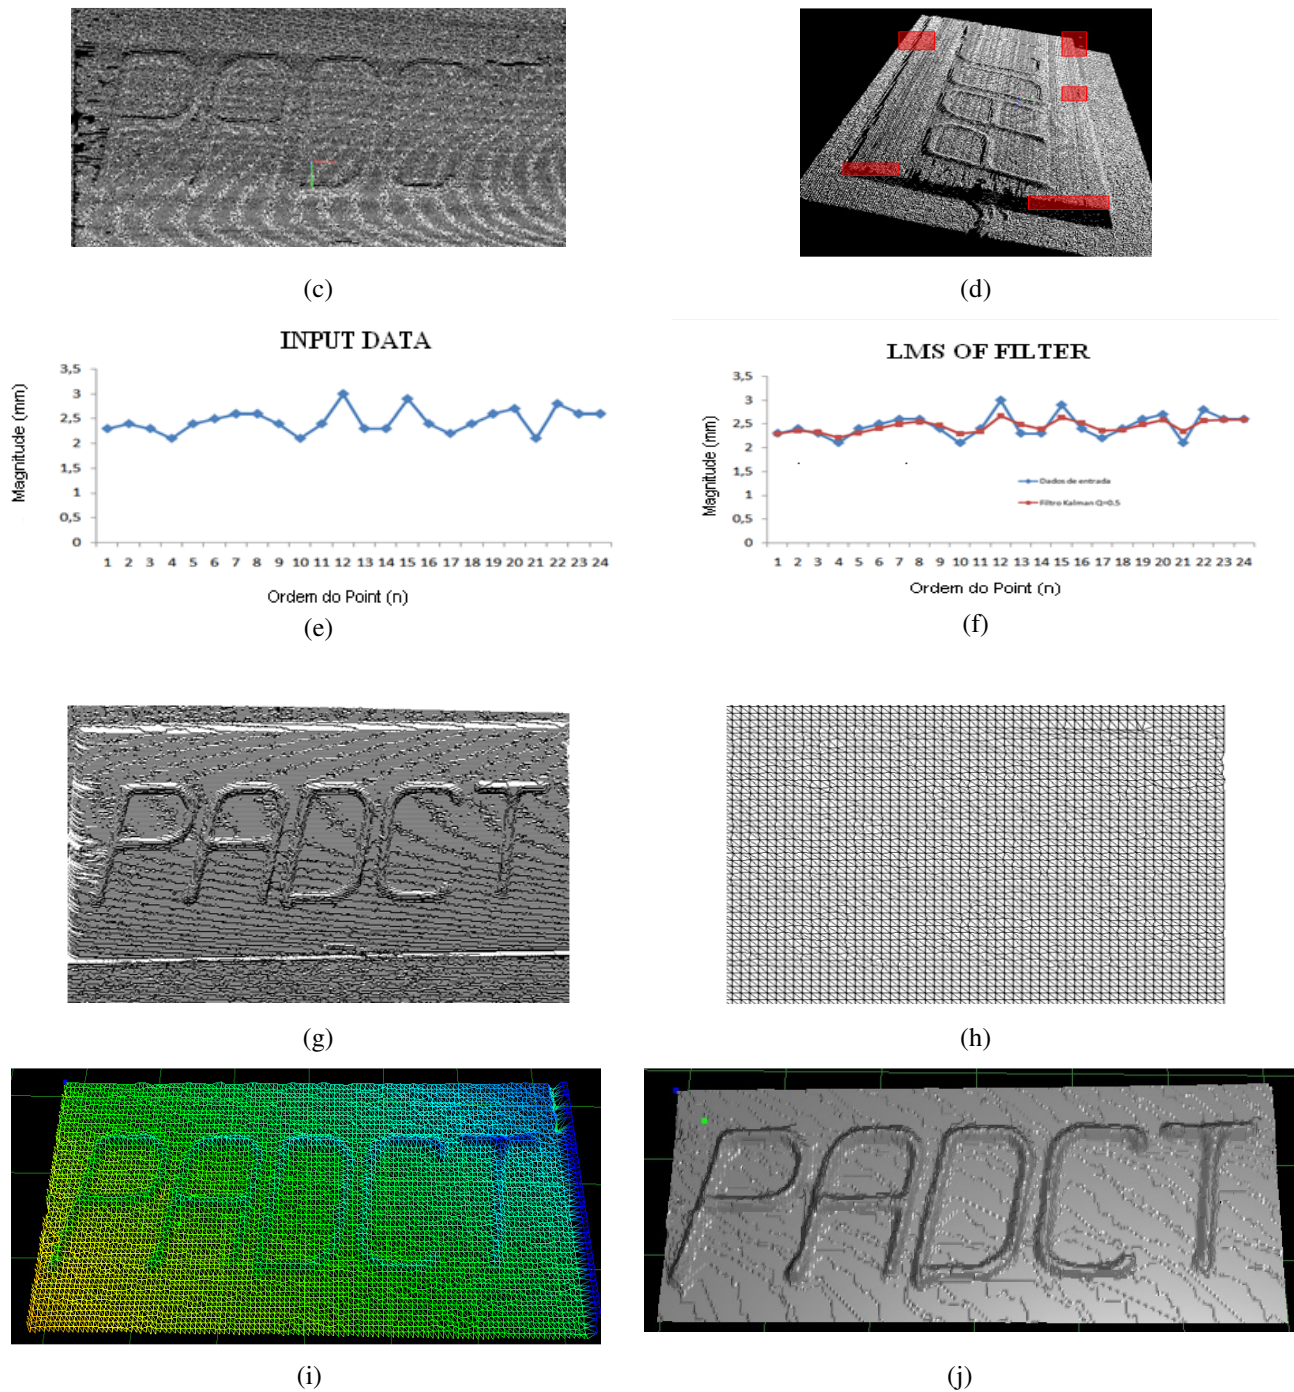 (c)
(d)
INPUT DATA
3,5
3
2,5
2
1,5
1
0,5
0
Magnitude (mm)
1 2 3 4 5 6 7 8 9 10 11 12 13 14 15 16 17 18 19 20 21 22 23 24
Ordem do Point (n)
(e)
LMS OF FILTER
3,5
3
2,5
2
1,5
1
0,5
0
Magnitude (mm)
Dados de entrada
Filtro Kalman Q=0.5
1 2 3 4 5 6 7 8 9 10 11 12 13 14 15 16 17 18 19 20 21 22 23 24
Ordem do Point (n)
(f)
PADCT
(g)
(h)
PADCT
(i)
PADCT
(j)